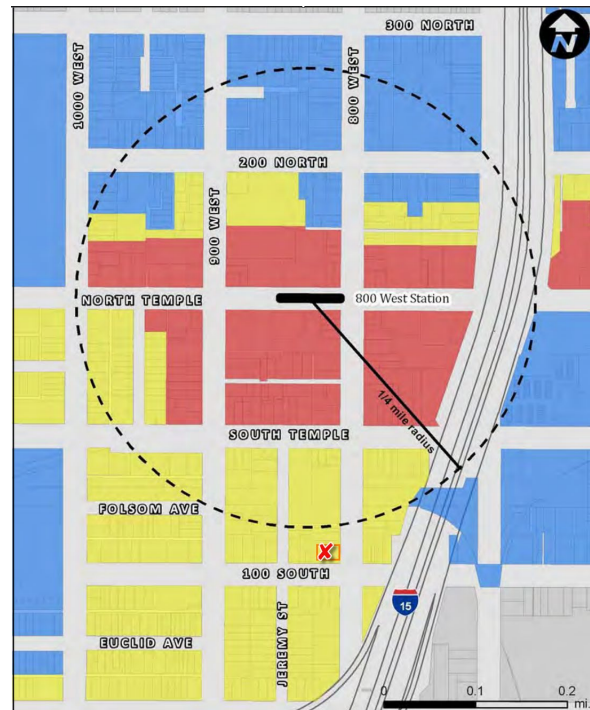 300 NORTH
N
1000 WEST
800 WEST
200 NORTH
900 WEST
NORTH TEMPLE
800 West Station
1/4 mile radius
SOUTH TEMPLE
FOLSOM AVE
X
100 SOUTH
15
JEREMY ST
EUCLID AVE
0 0.1 0.2
mi.